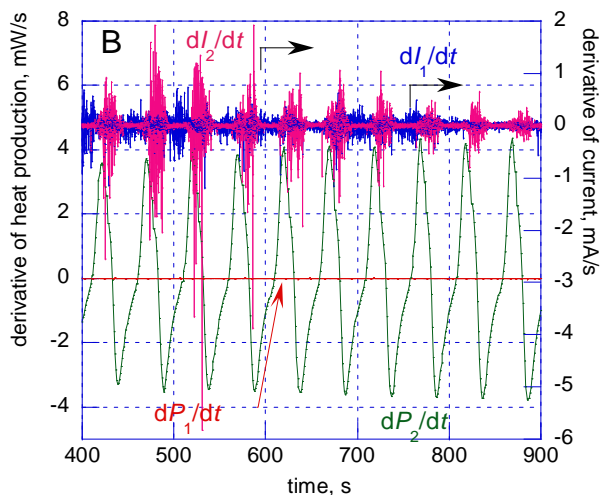 B
dI₂/dt
dI₁/dt
derivative of heat production, mW/s
8
6
4
2
0
-2
-4
2
1
0
-1
-2
-3
-4
-5
-6
derivative of current, mA/s
dP₁/dt
dP₂/dt
400 500 600 700 800 900
time, s